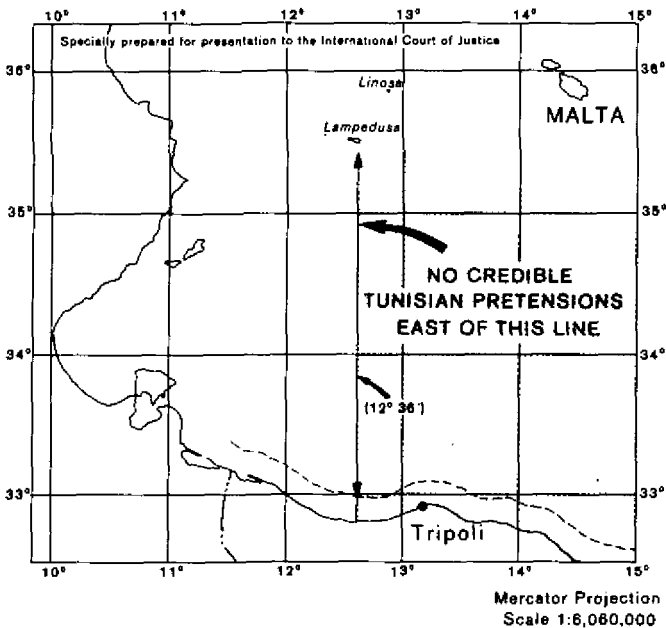 10° 11° 12° 13° 14° 15°
Specially prepared for presentation to the International Court of Justice
36° 36°
Linosa
MALTA
Lampedusa
35° 35°
NO CREDIBLE
TUNISIAN PRETENSIONS
EAST OF THIS LINE
34° 34°
(12° 36')
33° 33°
Tripoli
10° 11° 12° 13° 14° 15°
Mercator Projection
Scale 1:6,060,000